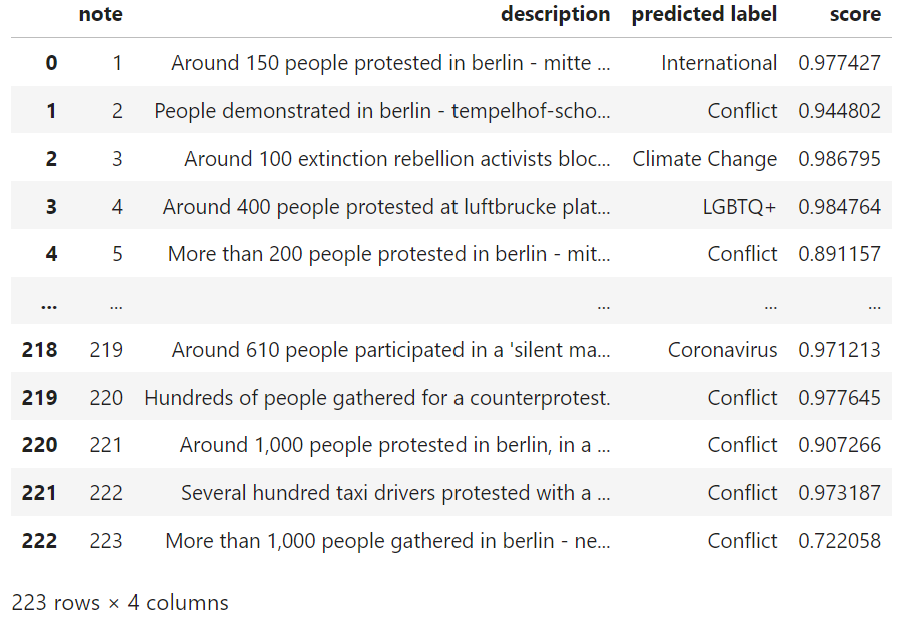 note description predicted label score
0 1 Around 150 people protested in berlin - mitte ... International 0.977427
1 2 People demonstrated in berlin - tempelhof-scho... Conflict 0.944802
2 3 Around 100 extinction rebellion activists bloc... Climate Change 0.986795
3 4 Around 400 people protested at luftbrucke plat... LGBTQ+ 0.984764
4 5 More than 200 people protested in berlin - mit... Conflict 0.891157
... ... ... ... ...
218 219 Around 610 people participated in a 'silent ma... Coronavirus 0.971213
219 220 Hundreds of people gathered for a counterprotest. Conflict 0.977645
220 221 Around 1,000 people protested in berlin, in a ... Conflict 0.907266
221 222 Several hundred taxi drivers protested with a ... Conflict 0.973187
222 223 More than 1,000 people gathered in berlin - ne... Conflict 0.722058
223 rows × 4 columns